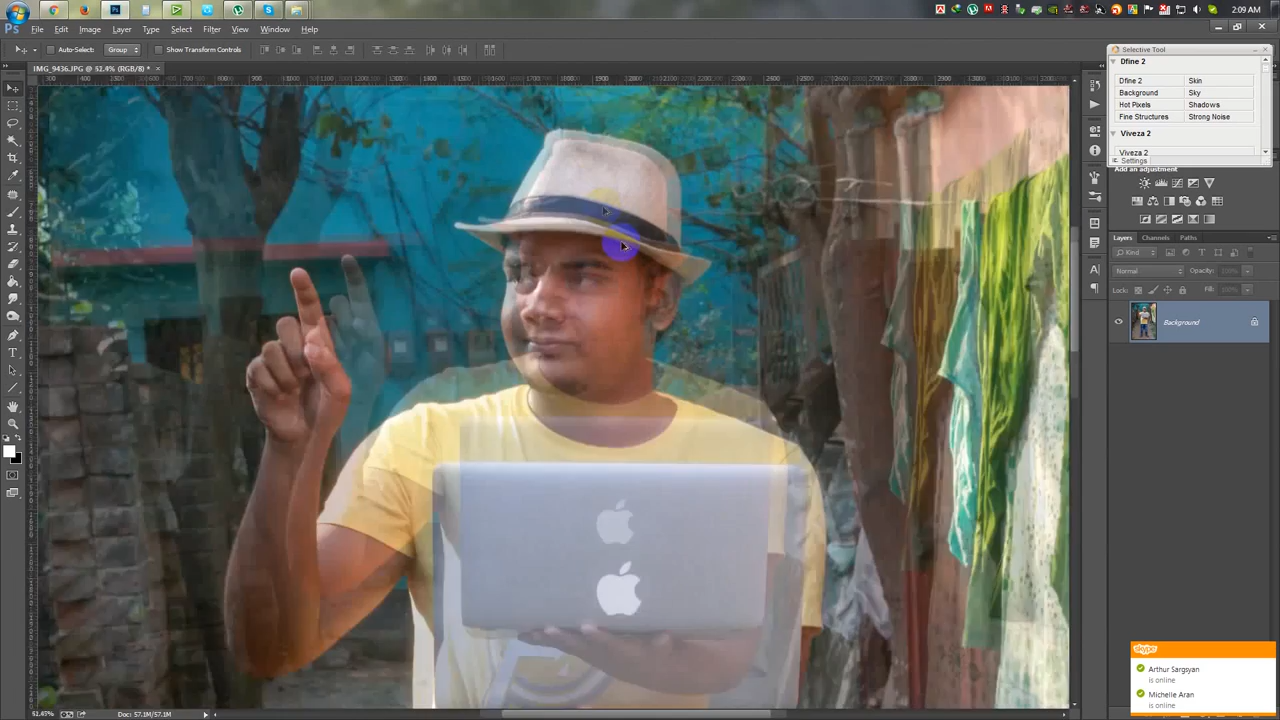 2:09 AM
Ps File Edit Image Layer Type Select Filter View Window Help
Auto-Select: Group Show Transform Controls
IMG_9436.JPG @ 51.4% (RGB/8) *
Selective Tool
Dfine 2
Dfine 2 Skin
Background Sky
Hot Pixels Shadows
Fine Structures Strong Noise
Viveza 2
Viveza 2
Settings
Add an adjustment
Layers Channels Paths
Kind
Normal Opacity: 100%
Lock: Fill: 100%
Background
skype
Arthur Sargsyan
is online
Michelle Aran
is online
Doc: 57.1M/57.1M